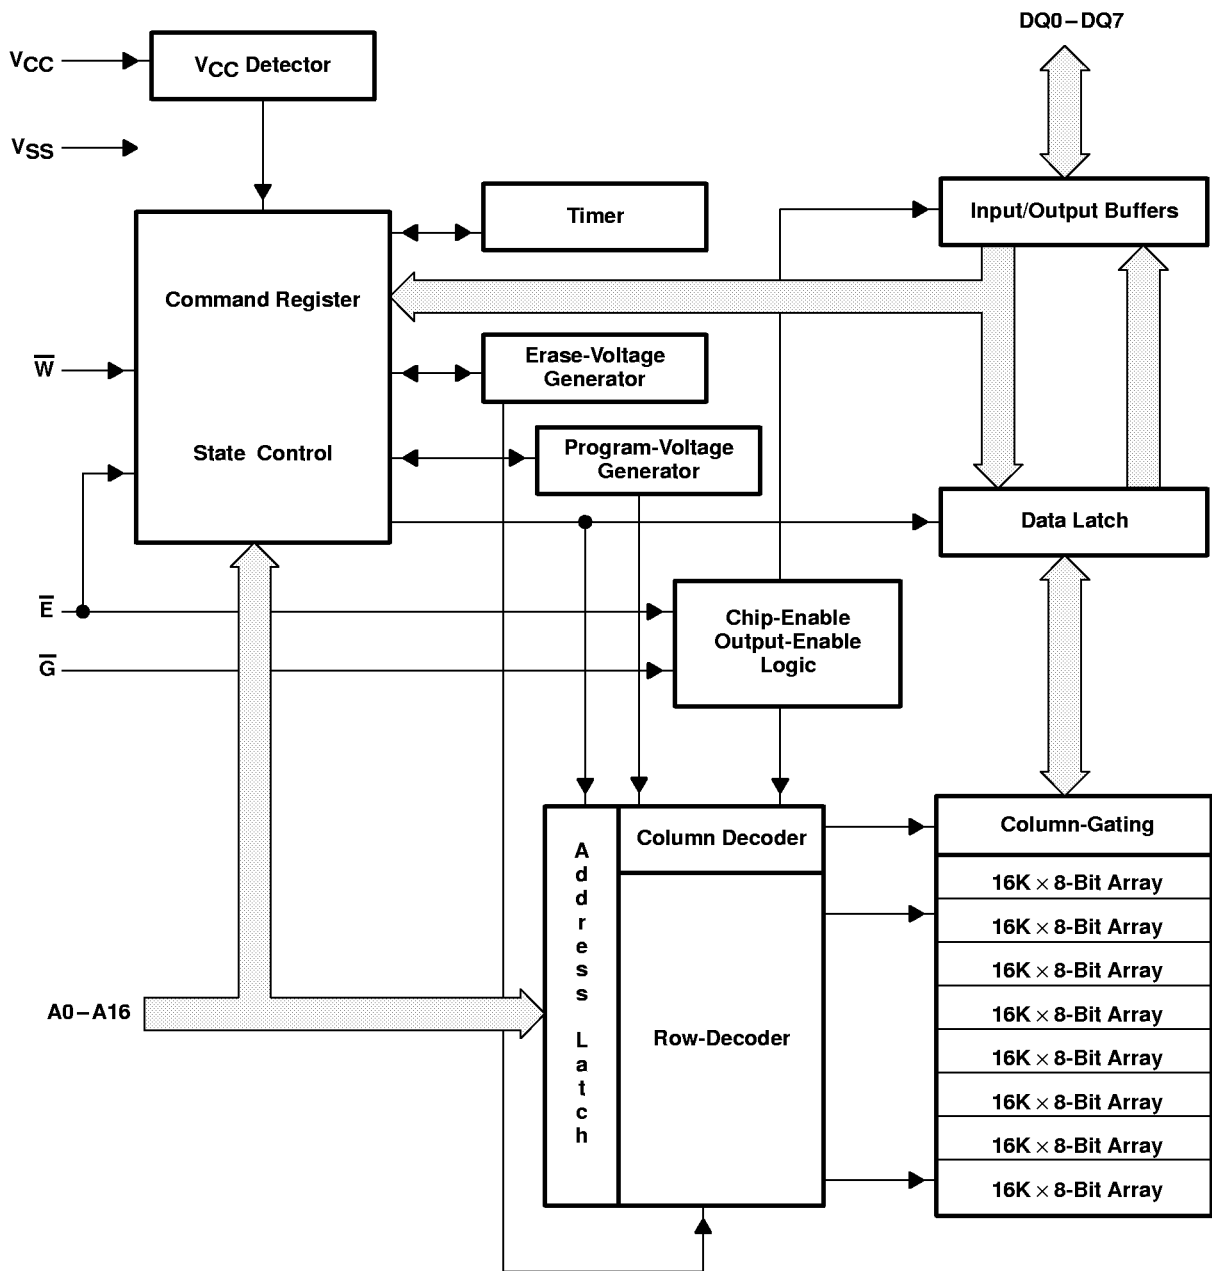 DQ0–DQ7
VCC
VCC Detector
VSS
Timer
Input/Output Buffers
Command Register
W̅
Erase-Voltage
Generator
State Control
Program-Voltage
Generator
Data Latch
E̅
G̅
Chip-Enable
Output-Enable
Logic
Address Latch
Column Decoder
Row-Decoder
A0–A16
Column-Gating
16K × 8-Bit Array
16K × 8-Bit Array
16K × 8-Bit Array
16K × 8-Bit Array
16K × 8-Bit Array
16K × 8-Bit Array
16K × 8-Bit Array
16K × 8-Bit Array